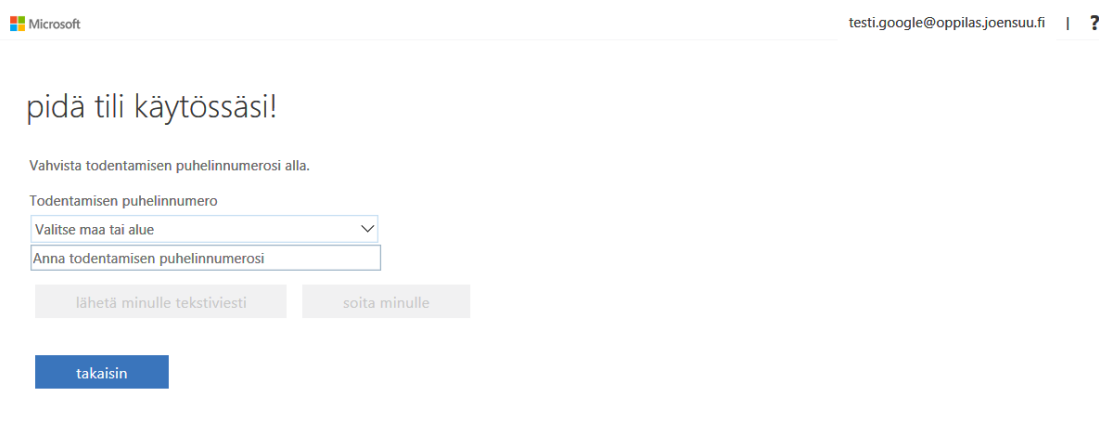 Microsoft
testi.google@oppilas.joensuu.fi | ?
pidä tili käytössäsi!
Vahvista todentamisen puhelinnumerosi alla.
Todentamisen puhelinnumero
Valitse maa tai alue
Anna todentamisen puhelinnumerosi
lähetä minulle tekstiviesti soita minulle
takaisin